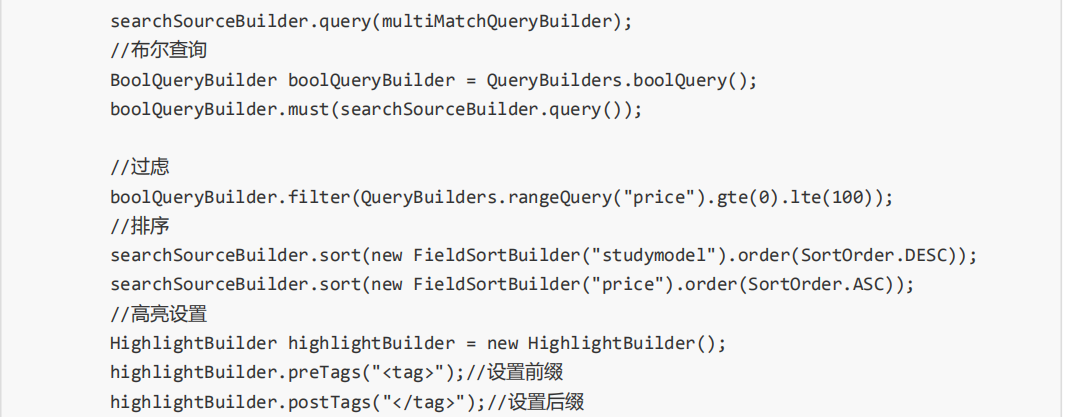 searchSourceBuilder.query(multiMatchQueryBuilder);
//布尔查询
BoolQueryBuilder boolQueryBuilder = QueryBuilders.boolQuery();
boolQueryBuilder.must(searchSourceBuilder.query());
//过虑
boolQueryBuilder.filter(QueryBuilders.rangeQuery("price").gte(0).lte(100));
//排序
searchSourceBuilder.sort(new FieldSortBuilder("studymodel").order(SortOrder.DESC));
searchSourceBuilder.sort(new FieldSortBuilder("price").order(SortOrder.ASC));
//高亮设置
HighlightBuilder highlightBuilder = new HighlightBuilder();
highlightBuilder.preTags("<tag>");//设置前缀
highlightBuilder.postTags("</tag>");//设置后缀